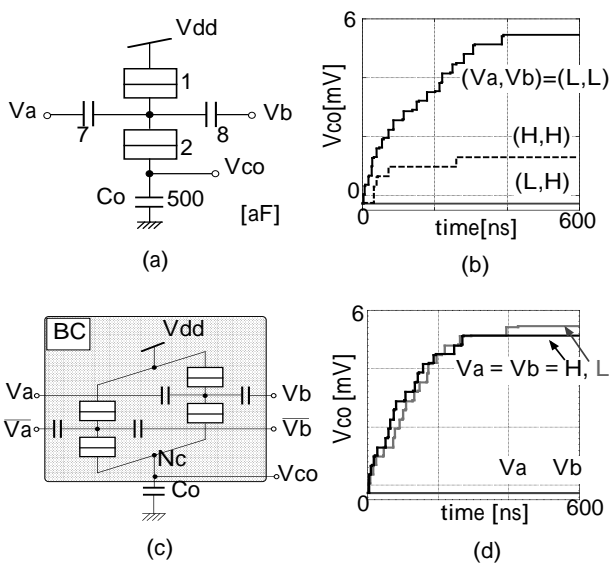 (a)
Vdd
1
Va
7
8
Vb
2
Vco
Co
500
[aF]
(a)
(b)
6
Vco[mV]
(Va,Vb)=(L,L)
(H,H)
(L,H)
0
0
time[ns]
600
(b)
BC
Vdd
Va
Vb
Va
Vb
Nc
Vco
Co
(c)
6
Vco [mV]
Va = Vb = H, L
Va Vb
0
0
time [ns]
600
(d)